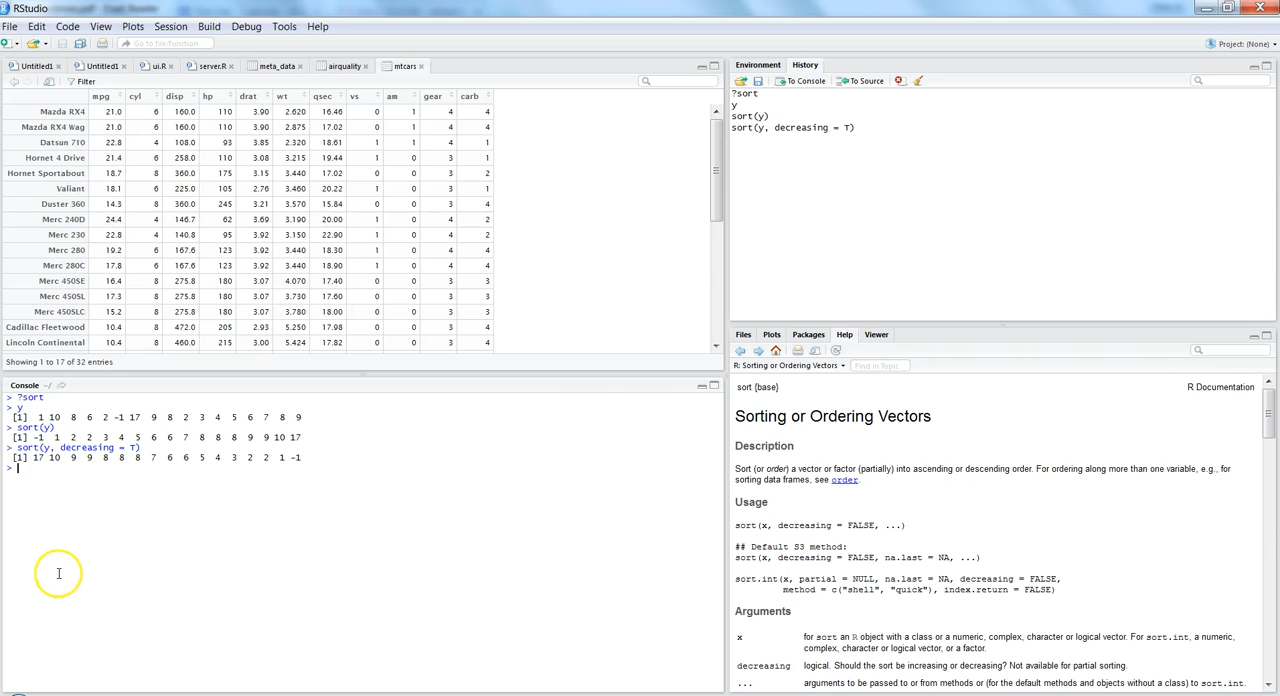 RStudio
File Edit Code View Plots Session Build Debug Tools Help
Go to file/function
Project: (None)
Untitled1 Untitled1 ui.R server.R meta_data airquality mtcars
Filter
mpg cyl disp hp drat wt qsec vs am gear carb
Mazda RX4 21.0 6 160.0 110 3.90 2.620 16.46 0 1 4 4
Mazda RX4 Wag 21.0 6 160.0 110 3.90 2.875 17.02 0 1 4 4
Datsun 710 22.8 4 108.0 93 3.85 2.320 18.61 1 1 4 1
Hornet 4 Drive 21.4 6 258.0 110 3.08 3.215 19.44 1 0 3 1
Hornet Sportabout 18.7 8 360.0 175 3.15 3.440 17.02 0 0 3 2
Valiant 18.1 6 225.0 105 2.76 3.460 20.22 1 0 3 1
Duster 360 14.3 8 360.0 245 3.21 3.570 15.84 0 0 3 4
Merc 240D 24.4 4 146.7 62 3.69 3.190 20.00 1 0 4 2
Merc 230 22.8 4 140.8 95 3.92 3.150 22.90 1 0 4 2
Merc 280 19.2 6 167.6 123 3.92 3.440 18.30 1 0 4 4
Merc 280C 17.8 6 167.6 123 3.92 3.440 18.90 1 0 4 4
Merc 450SE 16.4 8 275.8 180 3.07 4.070 17.40 0 0 3 3
Merc 450SL 17.3 8 275.8 180 3.07 3.730 17.60 0 0 3 3
Merc 450SLC 15.2 8 275.8 180 3.07 3.780 18.00 0 0 3 3
Cadillac Fleetwood 10.4 8 472.0 205 2.93 5.250 17.98 0 0 3 4
Lincoln Continental 10.4 8 460.0 215 3.00 5.424 17.82 0 0 3 4
Showing 1 to 17 of 32 entries
Console ~/
> ?sort
> y
[1] 1 10 8 6 2 -1 17 9 8 2 3 4 5 6 7 8 9
> sort(y)
[1] -1 1 2 2 3 4 5 6 6 7 8 8 8 9 9 10 17
> sort(y, decreasing = T)
[1] 17 10 9 9 8 8 8 7 6 6 5 4 3 2 2 1 -1
>
Environment History
To Console To Source
?sort
y
sort(y)
sort(y, decreasing = T)
Files Plots Packages Help Viewer
R: Sorting or Ordering Vectors Find in Topic
sort {base} R Documentation
Sorting or Ordering Vectors
Description
Sort (or order) a vector or factor (partially) into ascending or descending order. For ordering along more than one variable, e.g., for
sorting data frames, see order.
Usage
sort(x, decreasing = FALSE, ...)
## Default S3 method:
sort(x, decreasing = FALSE, na.last = NA, ...)
sort.int(x, partial = NULL, na.last = NA, decreasing = FALSE,
method = c("shell", "quick"), index.return = FALSE)
Arguments
x for sort an R object with a class or a numeric, complex, character or logical vector. For sort.int, a numeric,
complex, character or logical vector, or a factor.
decreasing logical. Should the sort be increasing or decreasing? Not available for partial sorting.
... arguments to be passed to or from methods or (for the default methods and objects without a class) to sort.int.